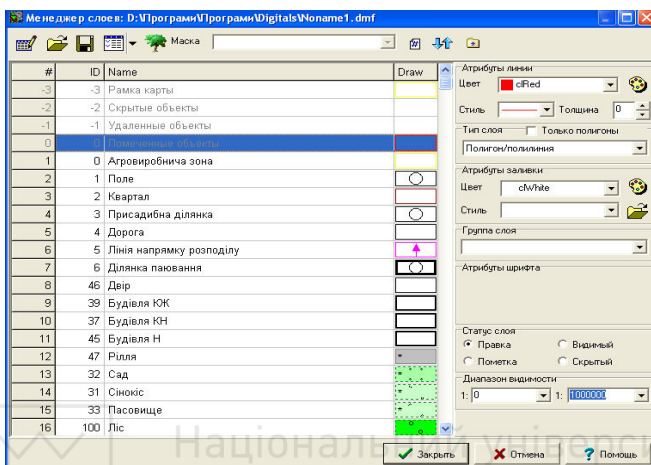 Менеджер слоев: D:\Програми\Програми\Digitals\Noname1.dmf
Маска
# ID Name Draw
-3 -3 Рамка карты
-2 -2 Скрытые объекты
-1 -1 Удаленные объекты
0 0 Помеченные объекты
1 0 Агровиробнича зона
2 1 Поле
3 2 Квартал
4 3 Присадибна ділянка
5 4 Дорога
6 5 Лінія напрямку розподілу
7 6 Ділянка паювання
8 46 Двір
9 39 Будівля КЖ
10 37 Будівля КН
11 45 Будівля Н
12 47 Рілля
13 32 Сад
14 31 Сінокіс
15 33 Пасовище
16 100 Ліс
Атрибуты линии
Цвет clRed
Стиль Толщина 0
Тип слоя Только полигоны
Полигон/полилиния
Атрибуты заливки
Цвет clWhite
Стиль
Группа слоя
Атрибуты шрифта
Статус слоя
Правка Видимый
Пометка Скрытый
Диапазон видимости
1: 0 1: 1000000
Закрыть Отмена Помощь